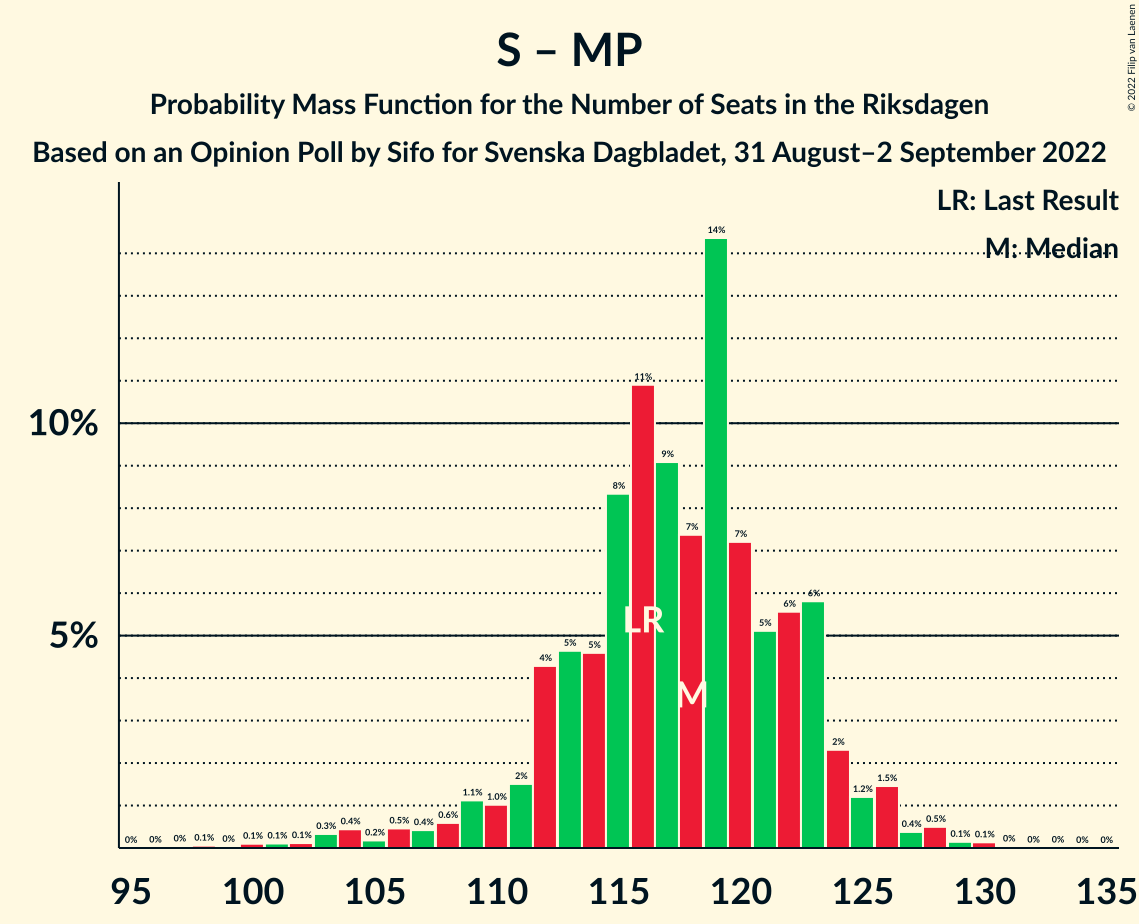 S – MP
Probability Mass Function for the Number of Seats in the Riksdagen
Based on an Opinion Poll by Sifo for Svenska Dagbladet, 31 August–2 September 2022
© 2022 Filip van Laenen
LR: Last Result
M: Median
10%
5%
0% 0% 0% 0.1% 0% 0.1% 0.1% 0.1% 0.3% 0.4% 0.2% 0.5% 0.4% 0.6% 1.1% 1.0% 2% 4% 5% 5% 8% 11% 9% 7% 14% 7% 5% 6% 6% 2% 1.2% 1.5% 0.4% 0.5% 0.1% 0.1% 0% 0% 0% 0% 0%
LR
M
95 100 105 110 115 120 125 130 135